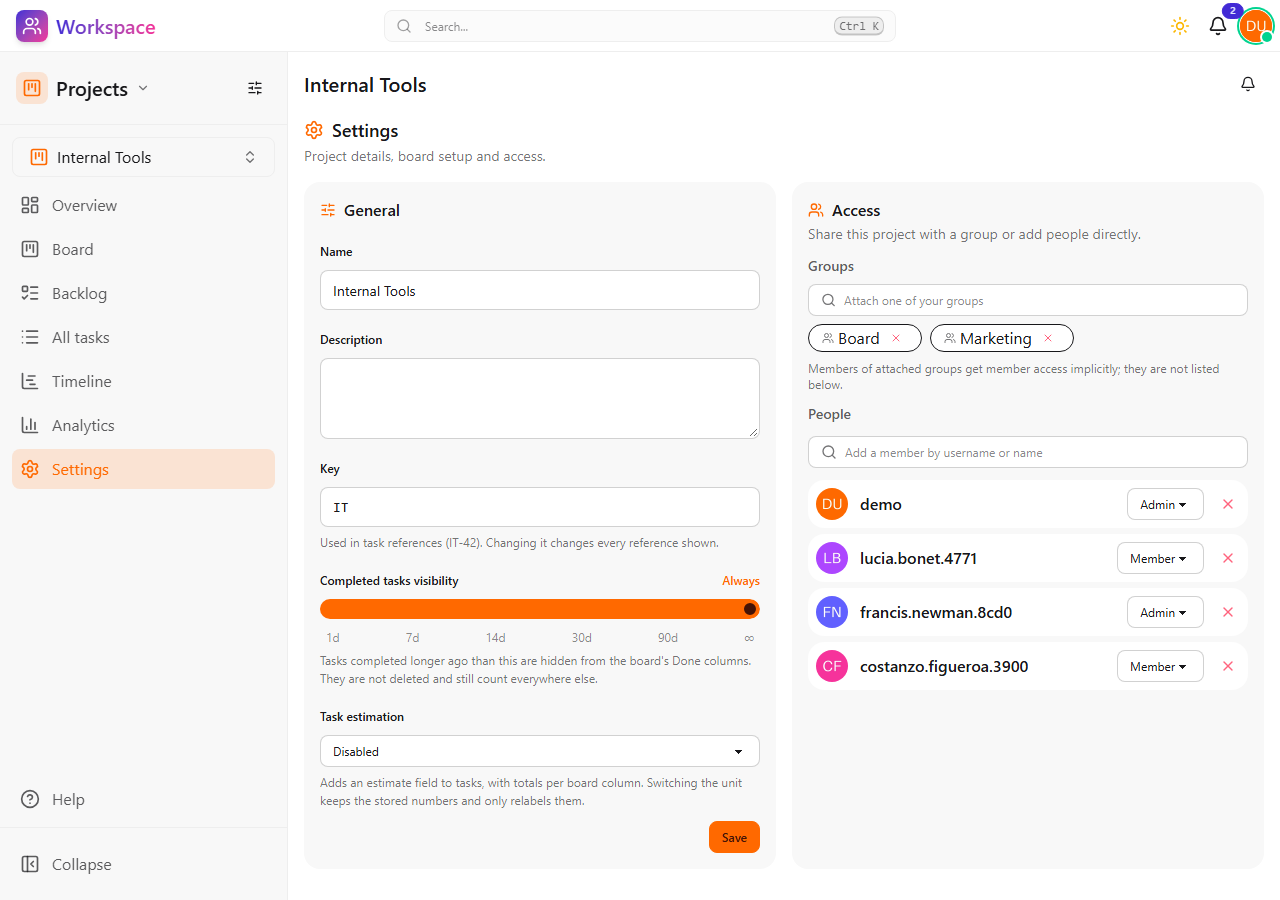 Workspace
Search...
Ctrl K
2
DU
Projects
Internal Tools
Overview
Board
Backlog
All tasks
Timeline
Analytics
Settings
Help
Collapse
Internal Tools
Settings
Project details, board setup and access.
General
Name
Internal Tools
Description
Key
IT
Used in task references (IT-42). Changing it changes every reference shown.
Completed tasks visibility
Always
1d 7d 14d 30d 90d ∞
Tasks completed longer ago than this are hidden from the board's Done columns.
They are not deleted and still count everywhere else.
Task estimation
Disabled
Adds an estimate field to tasks, with totals per board column. Switching the unit
keeps the stored numbers and only relabels them.
Save
Access
Share this project with a group or add people directly.
Groups
Attach one of your groups
Board
Marketing
Members of attached groups get member access implicitly; they are not listed
below.
People
Add a member by username or name
DU demo Admin
LB lucia.bonet.4771 Member
FN francis.newman.8cd0 Admin
CF costanzo.figueroa.3900 Member